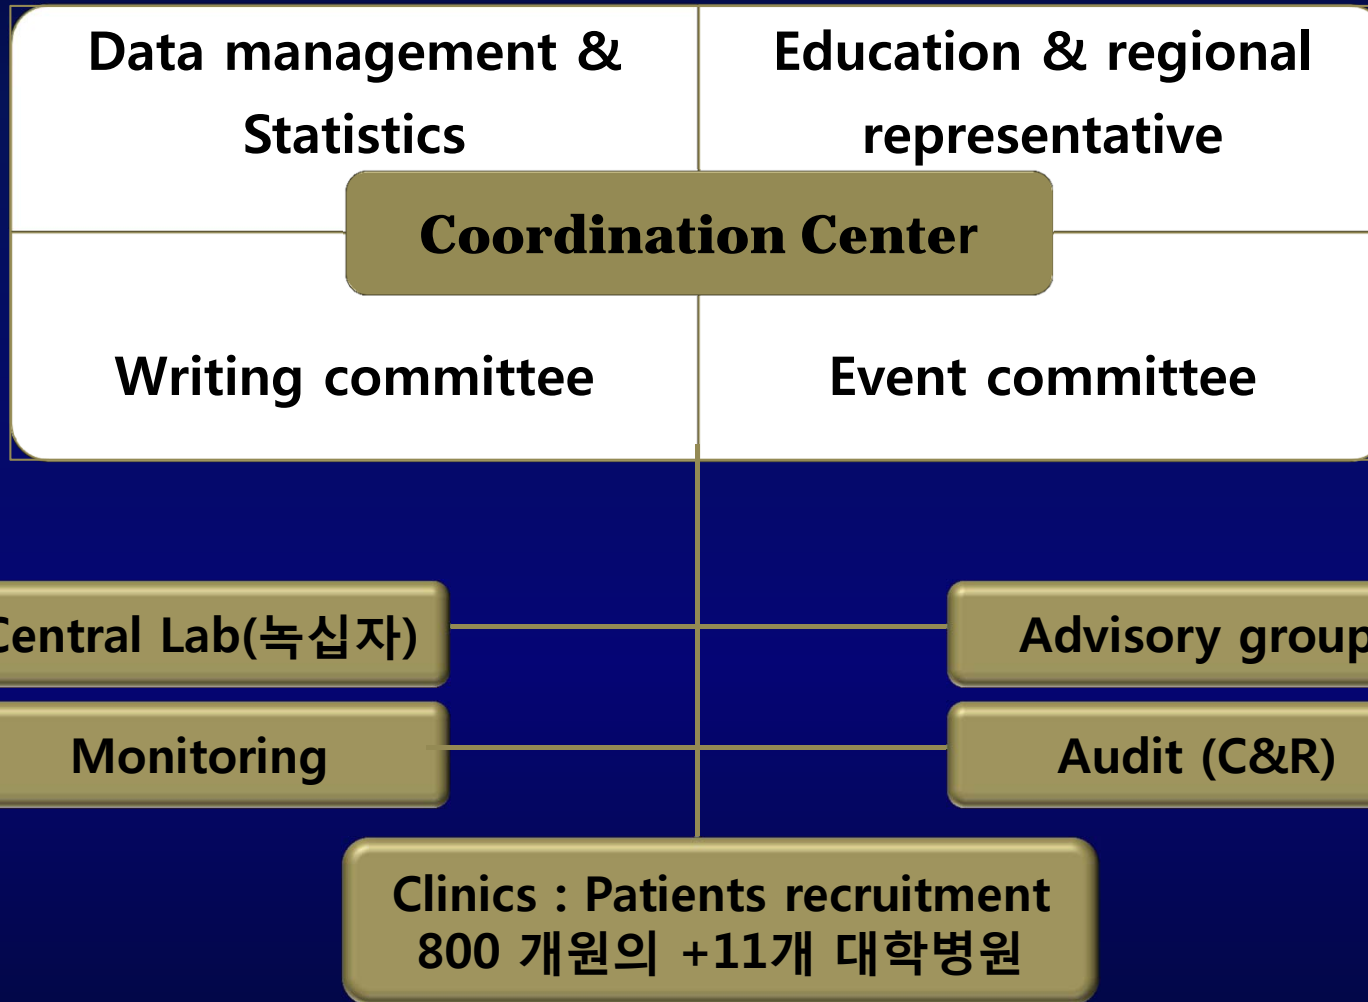 Data management &
Statistics
Education & regional
representative
Coordination Center
Writing committee
Event committee
Central Lab(녹십자)
Advisory group
Monitoring
Audit (C&R)
Clinics : Patients recruitment
800 개원의 +11개 대학병원